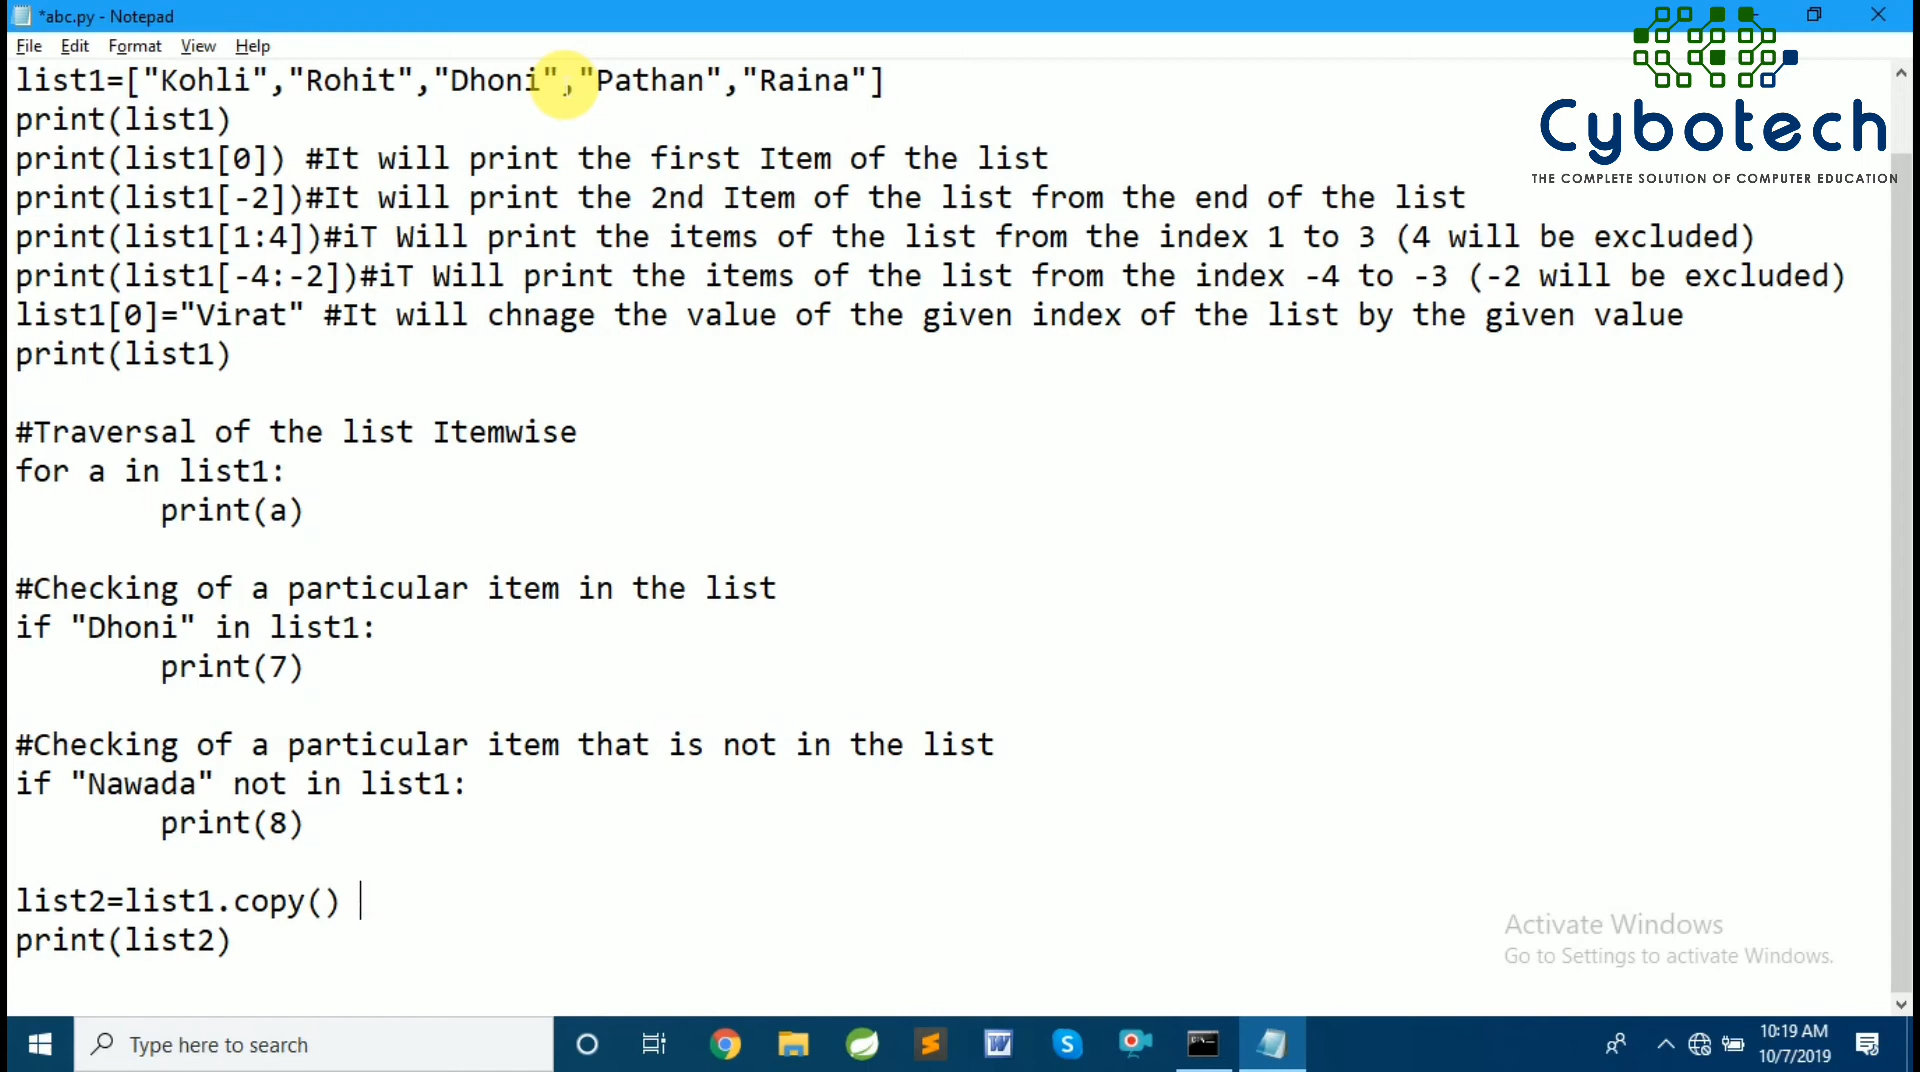 *abc.py - Notepad
File Edit Format View Help
list1=["Kohli","Rohit","Dhoni","Pathan","Raina"]
print(list1)
print(list1[0]) #It will print the first Item of the list
print(list1[-2])#It will print the 2nd Item of the list from the end of the list
print(list1[1:4])#iT Will print the items of the list from the index 1 to 3 (4 will be excluded)
print(list1[-4:-2])#iT Will print the items of the list from the index -4 to -3 (-2 will be excluded)
list1[0]="Virat" #It will chnage the value of the given index of the list by the given value
print(list1)
#Traversal of the list Itemwise
for a in list1:
print(a)
#Checking of a particular item in the list
if "Dhoni" in list1:
print(7)
#Checking of a particular item that is not in the list
if "Nawada" not in list1:
print(8)
list2=list1.copy()
print(list2)
Cybotech
THE COMPLETE SOLUTION OF COMPUTER EDUCATION
Activate Windows
Go to Settings to activate Windows.
Type here to search
10:19 AM
10/7/2019